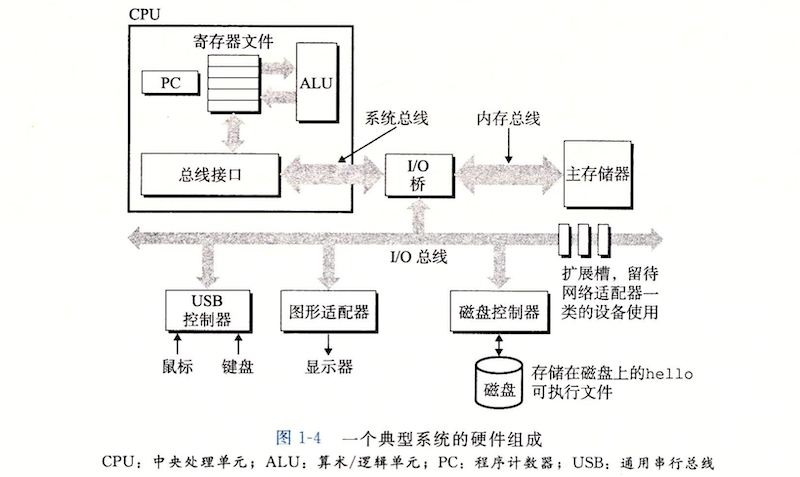 CPU
寄存器文件
PC
ALU
系统总线
内存总线
总线接口
I/O
桥
主存储器
I/O 总线
扩展槽，留待
网络适配器一
类的设备使用
USB
控制器
图形适配器
磁盘控制器
鼠标
键盘
显示器
磁盘
存储在磁盘上的hello
可执行文件
图 1-4 一个典型系统的硬件组成
CPU：中央处理单元；ALU：算术/逻辑单元；PC：程序计数器；USB：通用串行总线